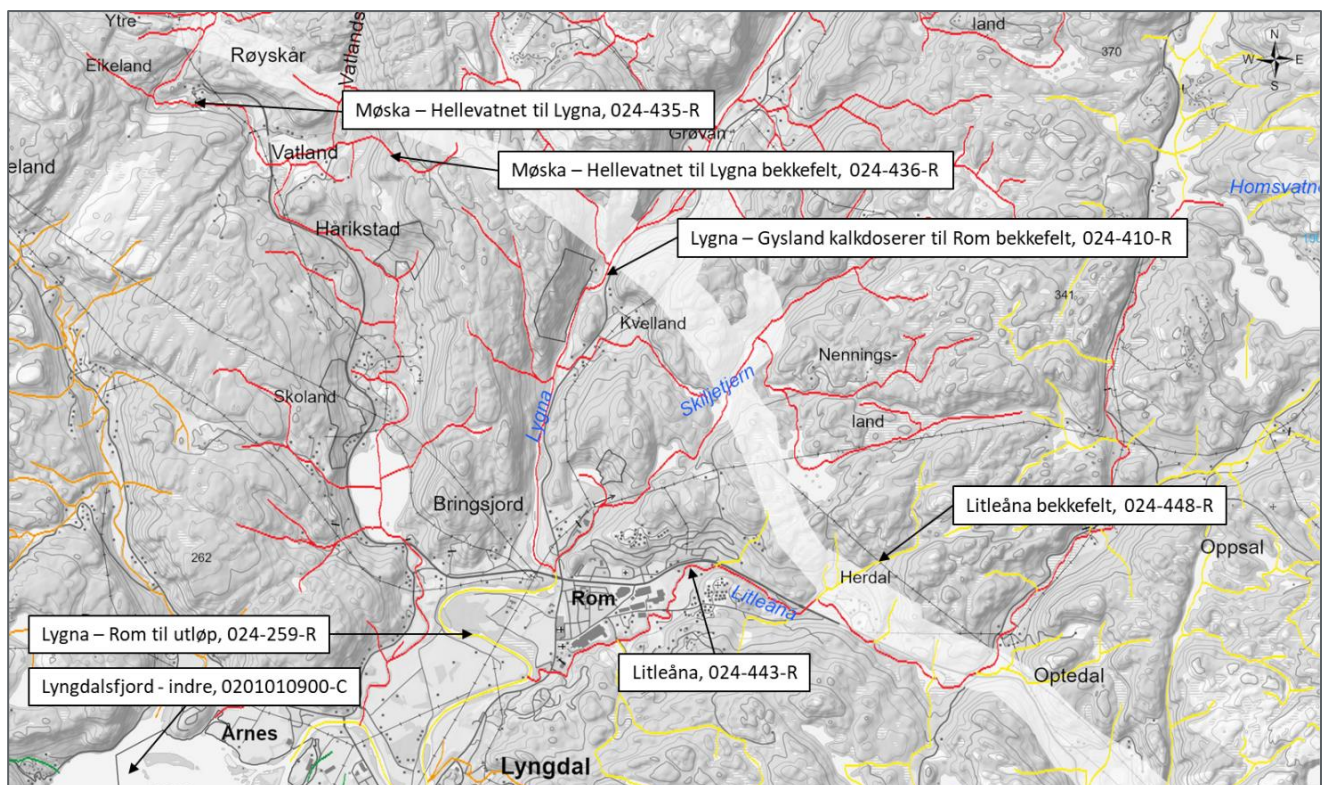 Ytre
Røyskår
Vatlands
land
370
N
W
E
S
Eikeland
Møska – Hellevatnet til Lygna, 024-435-R
Grøvan
Vatland
eland
Møska – Hellevatnet til Lygna bekkefelt, 024-436-R
Homsvatne
Hårikstad
Lygna – Gysland kalkdoserer til Rom bekkefelt, 024-410-R
341
Kvelland
Nennings-
Skoland
Skiljetjern
Lygna
land
Bringsjord
Litleåna bekkefelt, 024-448-R
Oppsal
262
Herdal
Rom
Litleåna
Lygna – Rom til utløp, 024-259-R
Litleåna, 024-443-R
Optedal
Lyngdalsfjord - indre, 0201010900-C
Årnes
Lyngdal